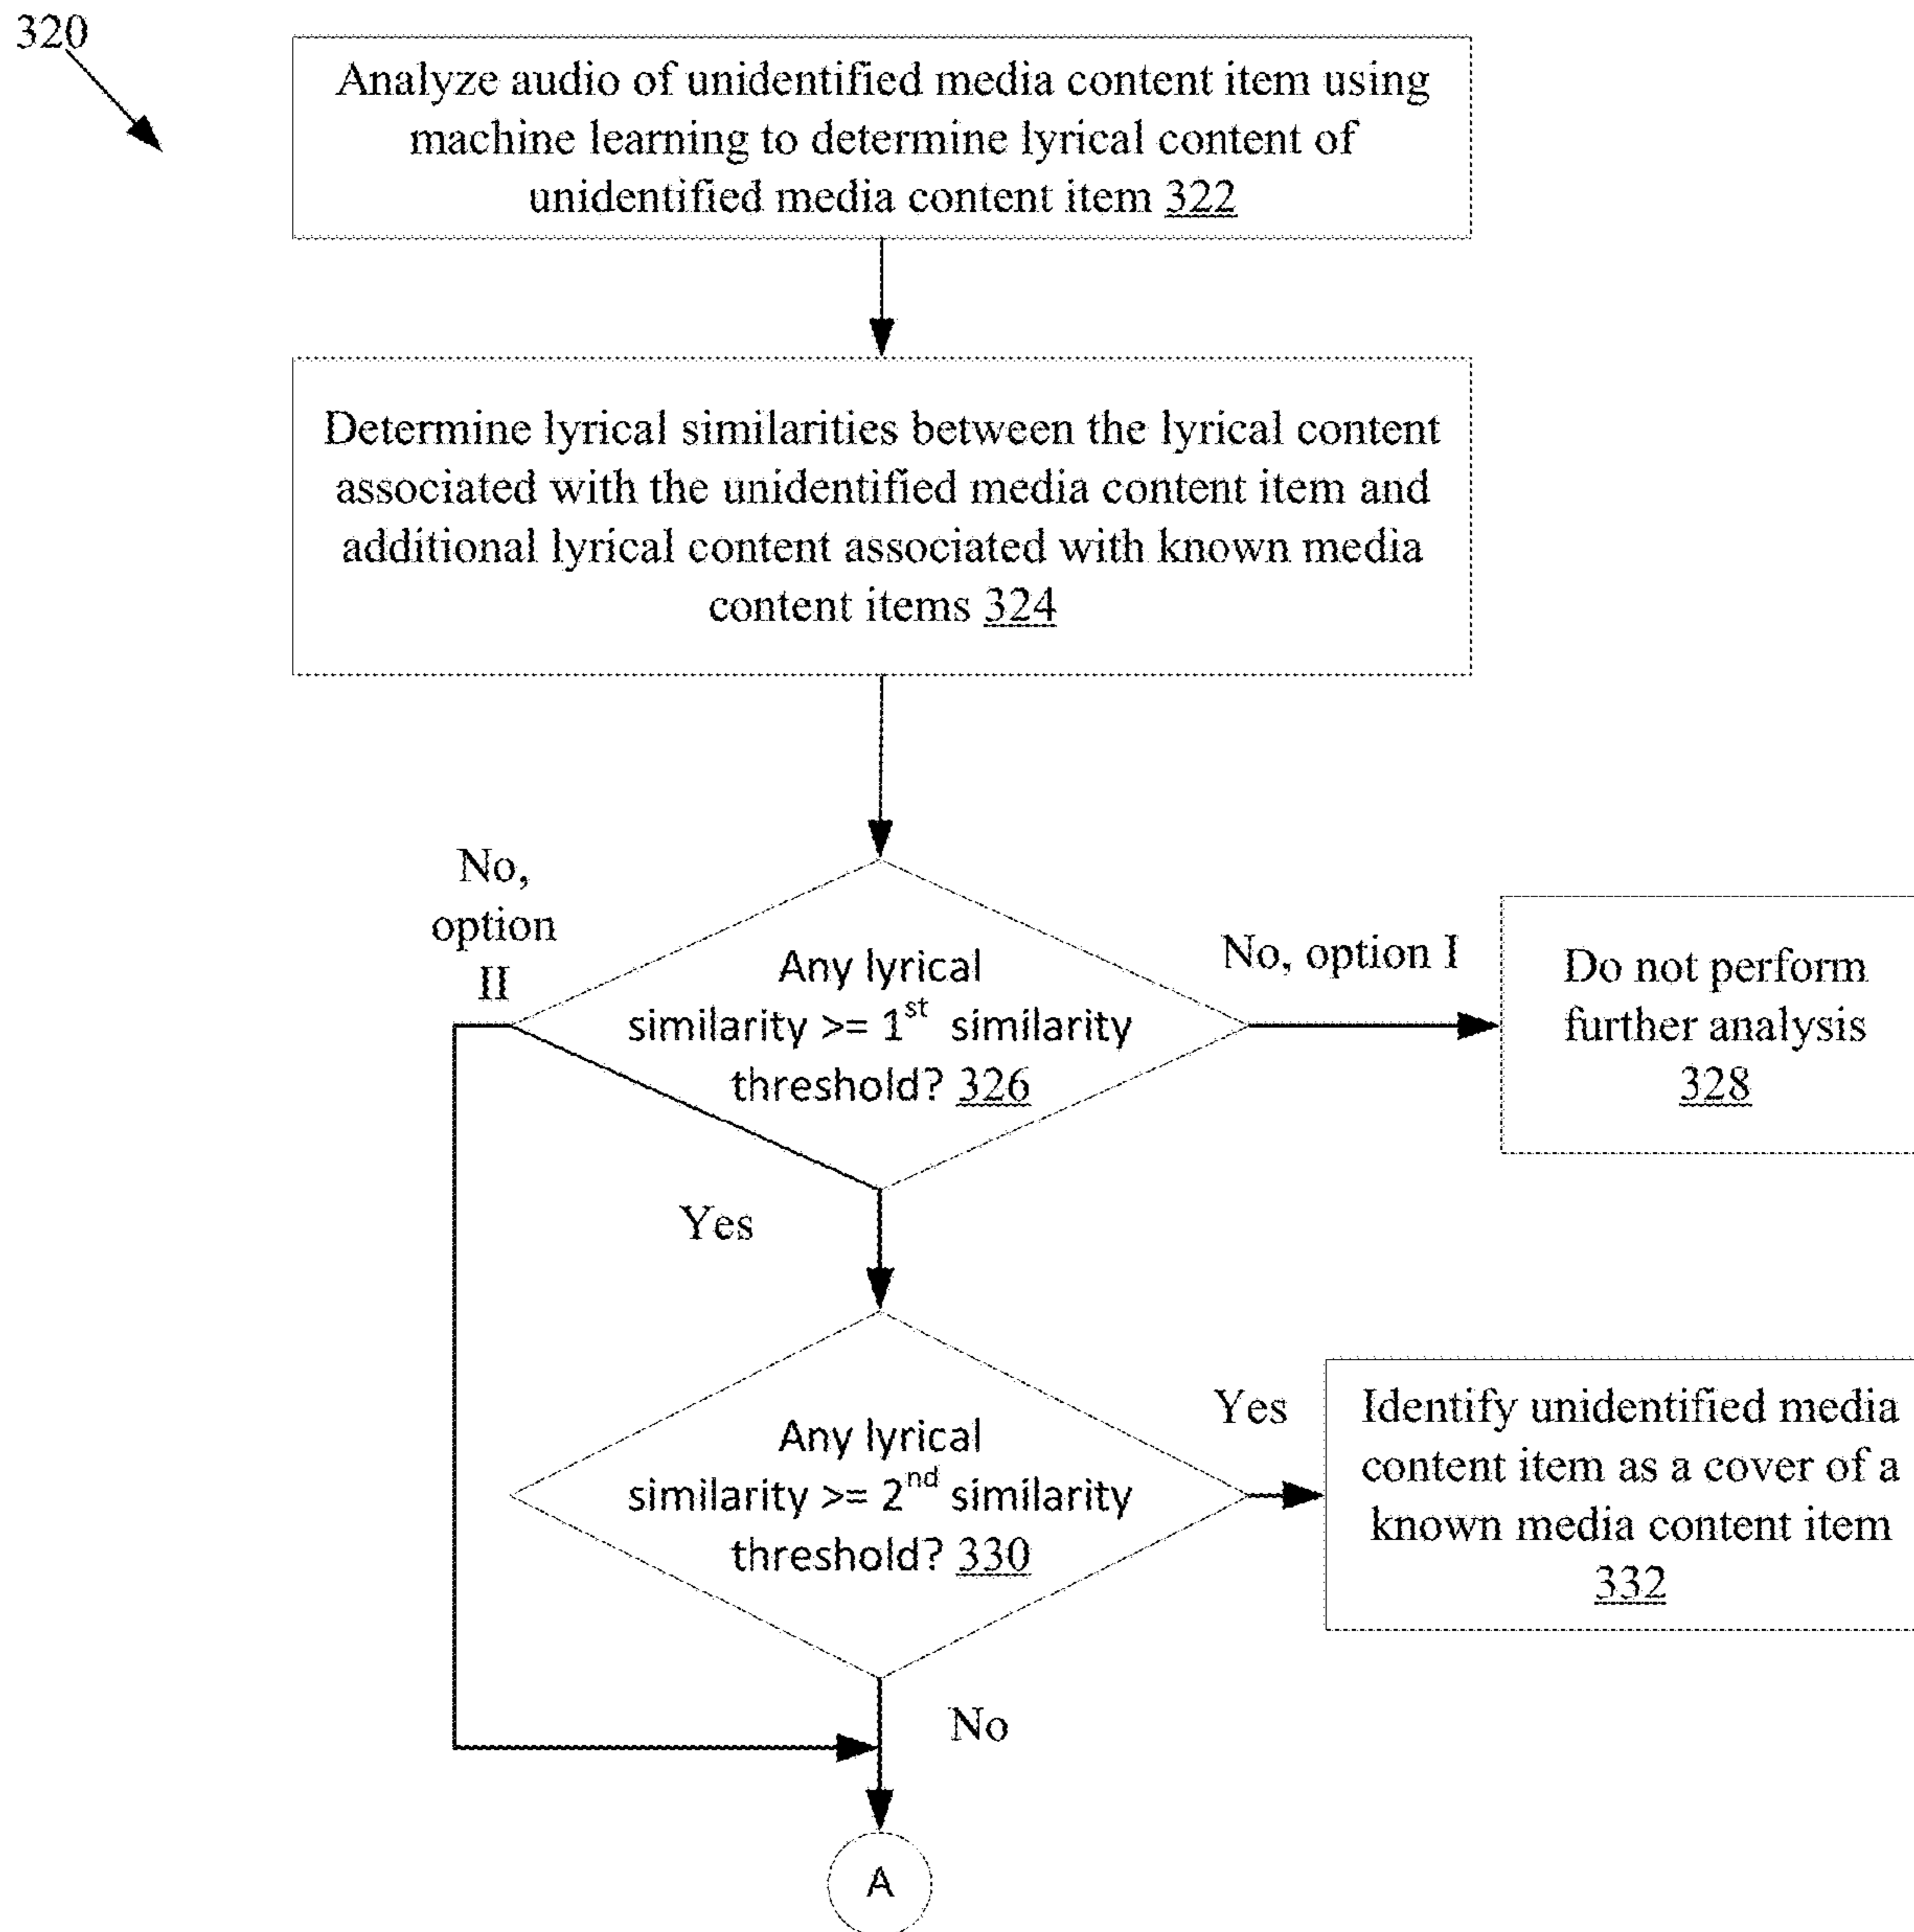 320
Analyze audio of unidentified media content item using
machine learning to determine lyrical content of
unidentified media content item 322
Determine lyrical similarities between the lyrical content
associated with the unidentified media content item and
additional lyrical content associated with known media
content items 324
No,
option
II
Any lyrical
similarity >= 1st similarity
threshold? 326
No, option I
Do not perform
further analysis
328
Yes
Any lyrical
similarity >= 2nd similarity
threshold? 330
Yes
Identify unidentified media
content item as a cover of a
known media content item
332
No
A